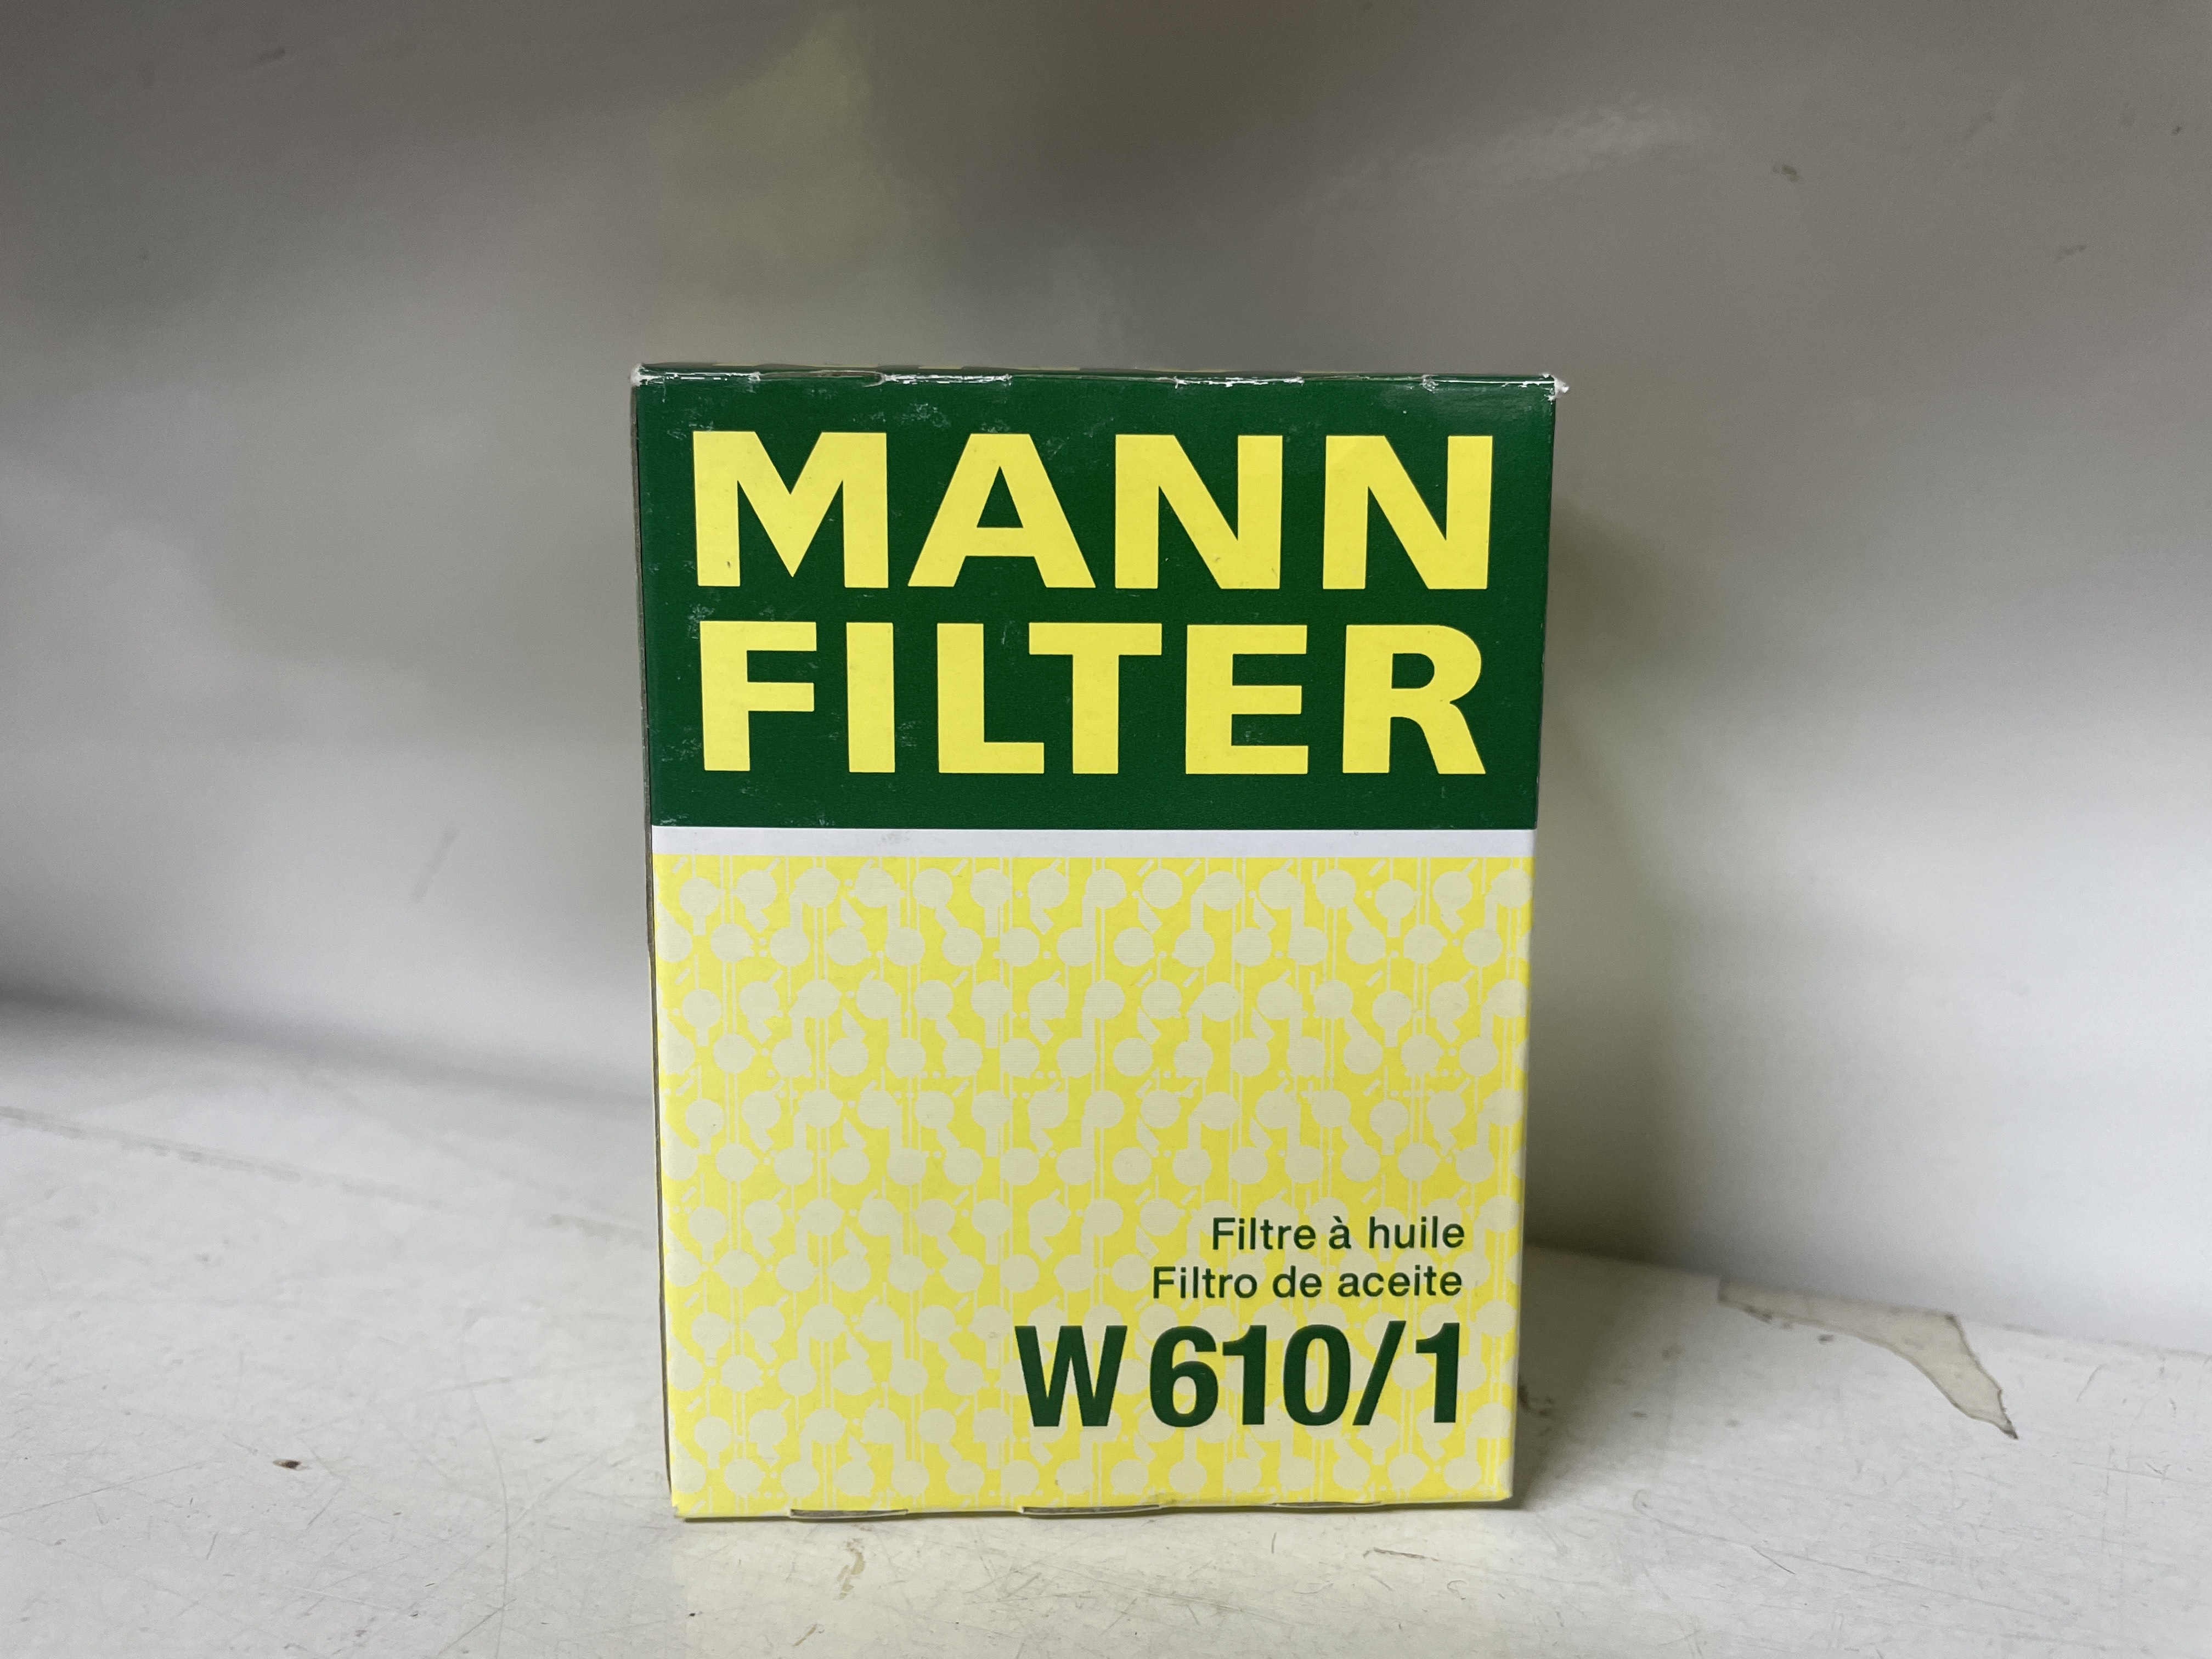 MANN
FILTER
Filtre à huile
Filtro de aceite
W 610/1